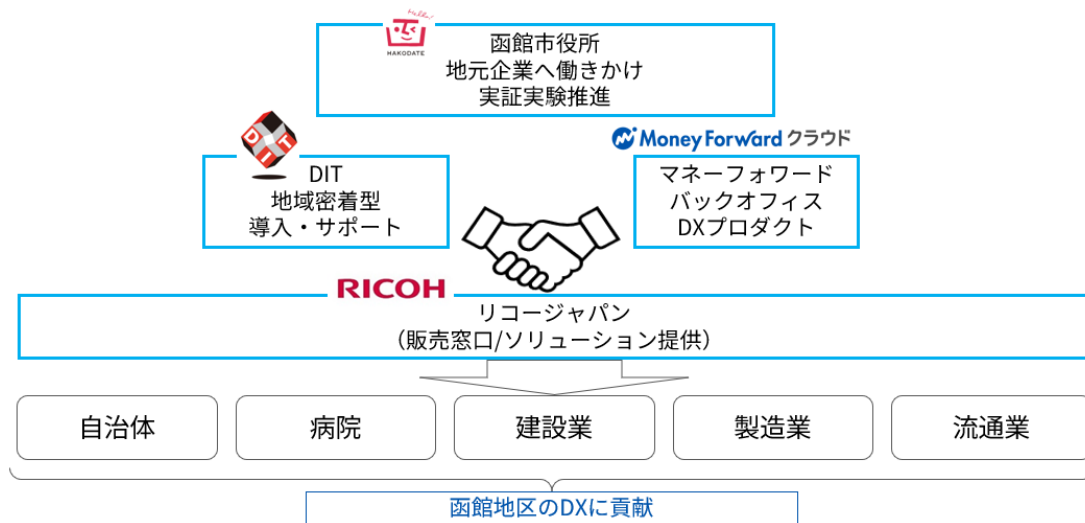 Hello!
HAKODATE
函館市役所
地元企業へ働きかけ
実証実験推進
DIT
DIT
地域密着型
導入・サポート
Money Forward クラウド
マネーフォワード
バックオフィス
DXプロダクト
RICOH
リコージャパン
（販売窓口/ソリューション提供）
自治体
病院
建設業
製造業
流通業
函館地区のDXに貢献